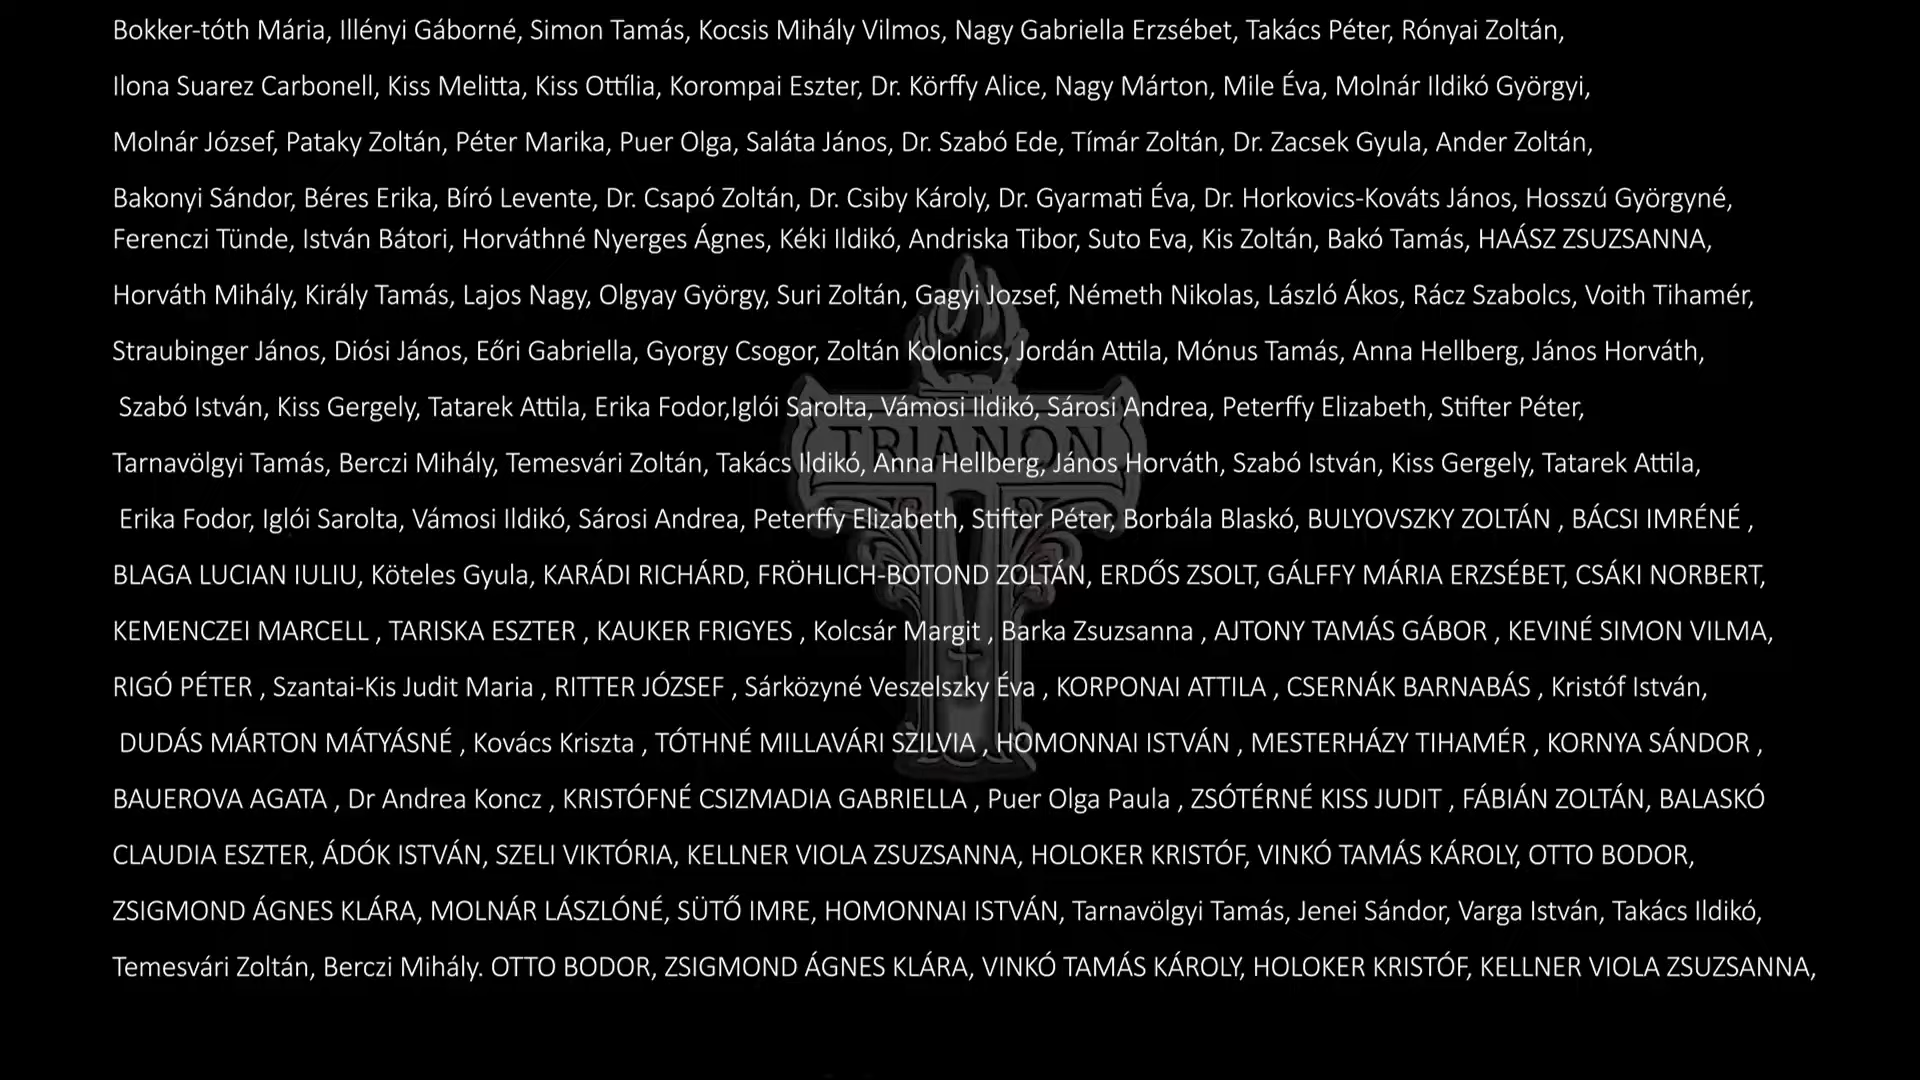 Bokker-tóth Mária, Illényi Gáborné, Simon Tamás, Kocsis Mihály Vilmos, Nagy Gabriella Erzsébet, Takács Péter, Rónyai Zoltán,
Ilona Suarez Carbonell, Kiss Melitta, Kiss Ottília, Korompai Eszter, Dr. Körffy Alice, Nagy Márton, Mile Éva, Molnár Ildikó Györgyi,
Molnár József, Pataky Zoltán, Péter Marika, Puer Olga, Saláta János, Dr. Szabó Ede, Tímár Zoltán, Dr. Zacsek Gyula, Ander Zoltán,
Bakonyi Sándor, Béres Erika, Bíró Levente, Dr. Csapó Zoltán, Dr. Csiby Károly, Dr. Gyarmati Éva, Dr. Horkovics-Kováts János, Hosszú Györgyné,
Ferenczi Tünde, István Bátori, Horváthné Nyerges Ágnes, Kéki Ildikó, Andriska Tibor, Suto Eva, Kis Zoltán, Bakó Tamás, HAÁSZ ZSUZSANNA,
Horváth Mihály, Király Tamás, Lajos Nagy, Olgyay György, Suri Zoltán, Gagyi Jozsef, Németh Nikolas, László Ákos, Rácz Szabolcs, Voith Tihamér,
Straubinger János, Diósi János, Eőri Gabriella, Gyorgy Csogor, Zoltán Kolonics, Jordán Attila, Mónus Tamás, Anna Hellberg, János Horváth,
Szabó István, Kiss Gergely, Tatarek Attila, Erika Fodor,Iglói Sarolta, Vámosi Ildikó, Sárosi Andrea, Peterffy Elizabeth, Stifter Péter,
TRIANON
Tarnavölgyi Tamás, Berczi Mihály, Temesvári Zoltán, Takács Ildikó, Anna Hellberg, János Horváth, Szabó István, Kiss Gergely, Tatarek Attila,
Erika Fodor, Iglói Sarolta, Vámosi Ildikó, Sárosi Andrea, Peterffy Elizabeth, Stifter Péter, Borbála Blaskó, BULYOVSZKY ZOLTÁN , BÁCSI IMRÉNÉ ,
BLAGA LUCIAN IULIU, Köteles Gyula, KARÁDI RICHÁRD, FRÖHLICH-BOTOND ZOLTÁN, ERDŐS ZSOLT, GÁLFFY MÁRIA ERZSÉBET, CSÁKI NORBERT,
KEMENCZEI MARCELL , TARISKA ESZTER , KAUKER FRIGYES , Kolcsár Margit , Barka Zsuzsanna , AJTONY TAMÁS GÁBOR , KEVINÉ SIMON VILMA,
RIGÓ PÉTER , Szantai-Kis Judit Maria , RITTER JÓZSEF , Sárközyné Veszelszky Éva , KORPONAI ATTILA , CSERNÁK BARNABÁS , Kristóf István,
DUDÁS MÁRTON MÁTYÁSNÉ , Kovács Kriszta , TÓTHNÉ MILLAVÁRI SZILVIA , HOMONNAI ISTVÁN , MESTERHÁZY TIHAMÉR , KORNYA SÁNDOR ,
BAUEROVA AGATA , Dr Andrea Koncz , KRISTÓFNÉ CSIZMADIA GABRIELLA , Puer Olga Paula , ZSÓTÉRNÉ KISS JUDIT , FÁBIÁN ZOLTÁN, BALASKÓ
CLAUDIA ESZTER, ÁDÓK ISTVÁN, SZELI VIKTÓRIA, KELLNER VIOLA ZSUZSANNA, HOLOKER KRISTÓF, VINKÓ TAMÁS KÁROLY, OTTO BODOR,
ZSIGMOND ÁGNES KLÁRA, MOLNÁR LÁSZLÓNÉ, SÜTŐ IMRE, HOMONNAI ISTVÁN, Tarnavölgyi Tamás, Jenei Sándor, Varga István, Takács Ildikó,
Temesvári Zoltán, Berczi Mihály. OTTO BODOR, ZSIGMOND ÁGNES KLÁRA, VINKÓ TAMÁS KÁROLY, HOLOKER KRISTÓF, KELLNER VIOLA ZSUZSANNA,